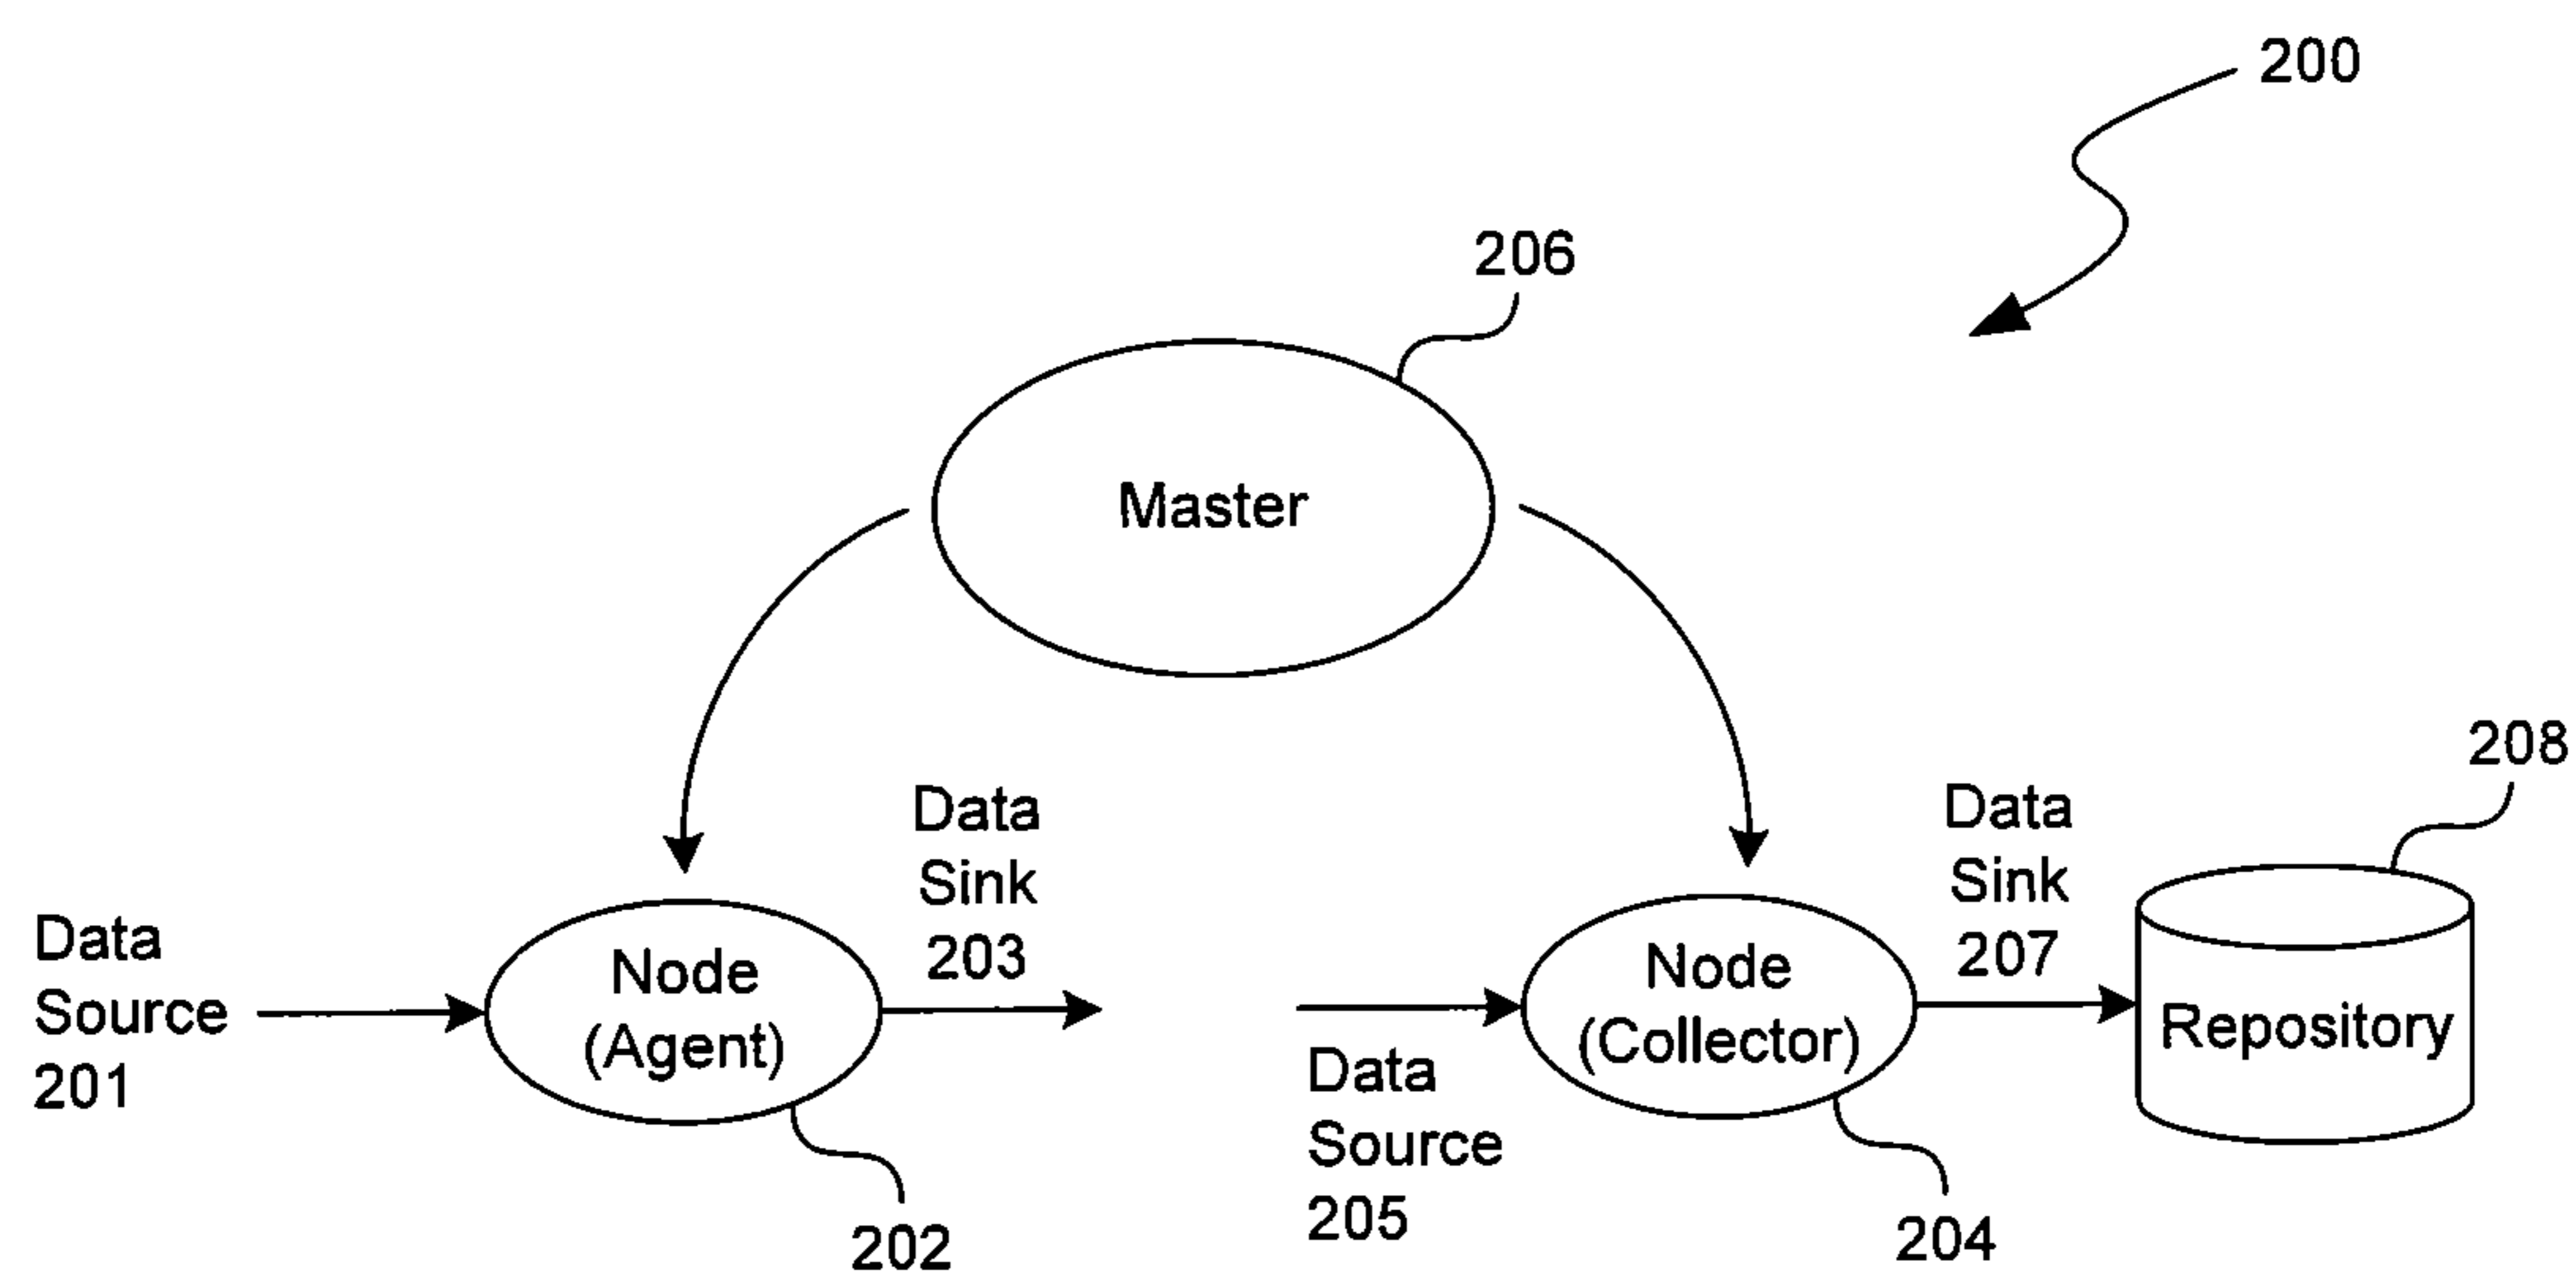 200
206
Master
208
Data
Sink
203
Data
Sink
207
Data
Source
201
Node
(Agent)
Node
(Collector)
Repository
Data
Source
205
202
204